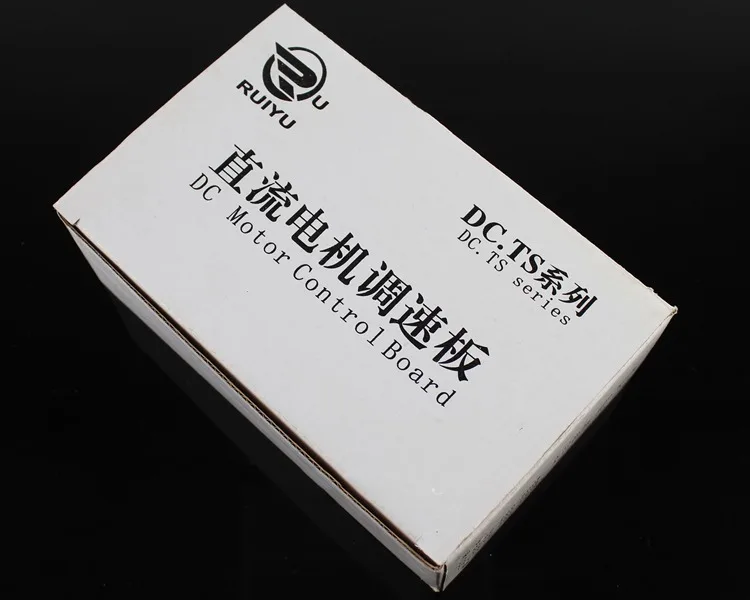 U
RUIYU
直流电机调速板
DC Motor Control Board
DC.TS系列
DC.TS series